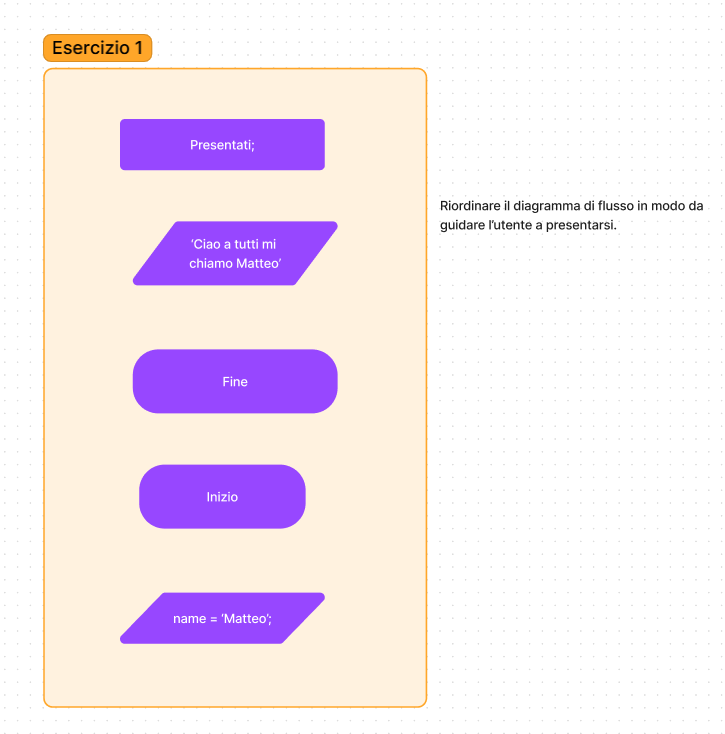 Esercizio 1
Presentati;
Riordinare il diagramma di flusso in modo da
guidare l'utente a presentarsi.
'Ciao a tutti mi
chiamo Matteo'
Fine
Inizio
name = 'Matteo';